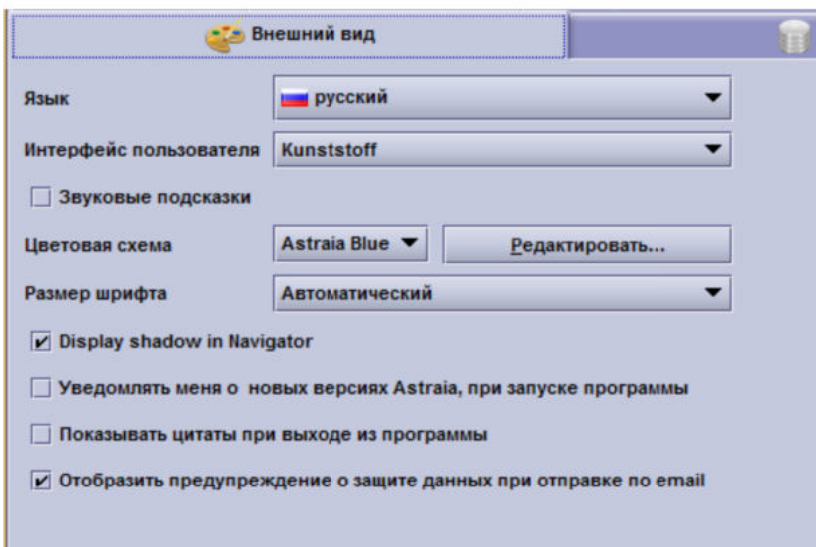 Внешний вид
Язык
русский
Интерфейс пользователя
Kunststoff
Звуковые подсказки
Цветовая схема
Astraia Blue
Редактировать...
Размер шрифта
Автоматический
Display shadow in Navigator
Уведомлять меня о новых версиях Astraia, при запуске программы
Показывать цитаты при выходе из программы
Отобразить предупреждение о защите данных при отправке по email